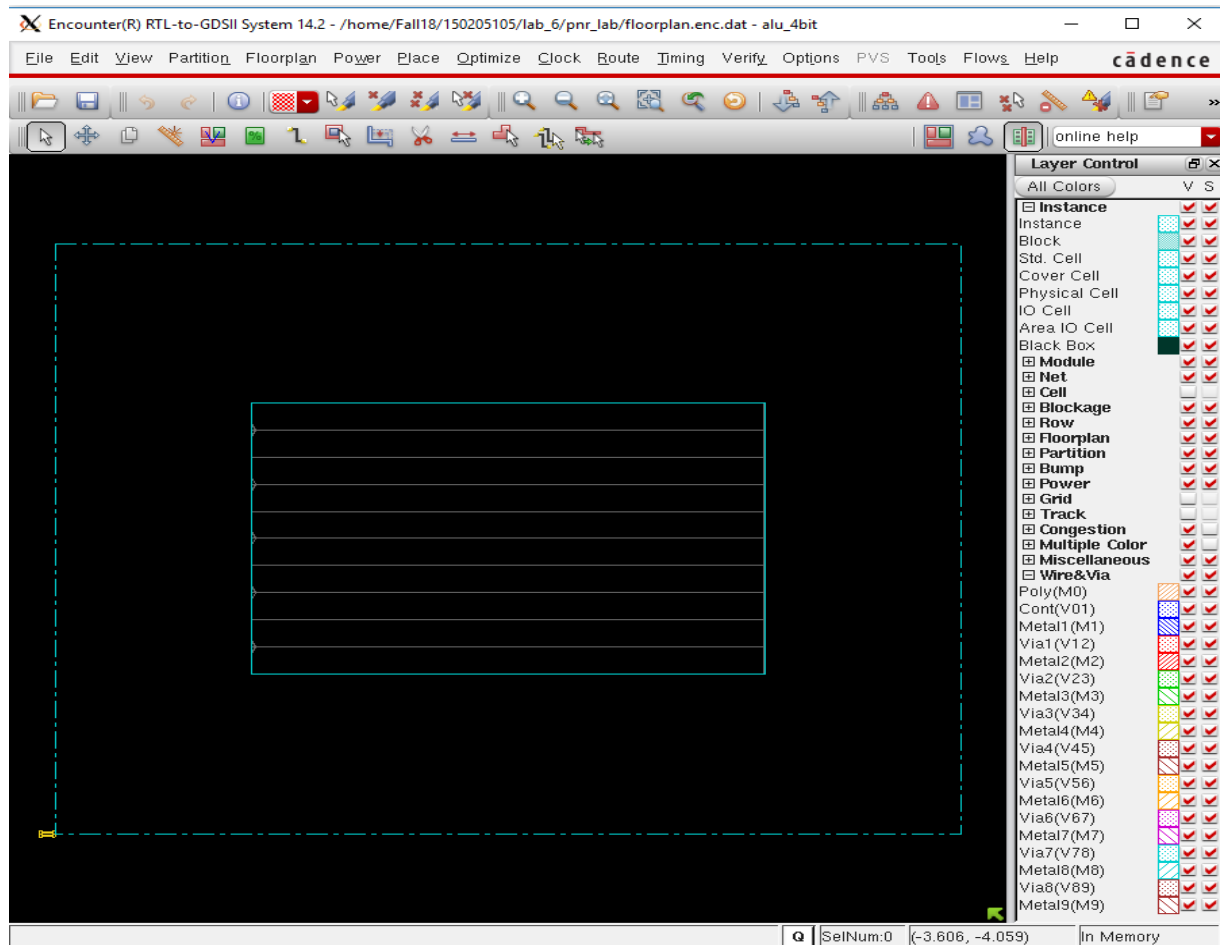 Encounter(R) RTL-to-GDSII System 14.2 - /home/Fall18/150205105/lab_6/pnr_lab/floorplan.enc.dat - alu_4bit
File Edit View Partition Floorplan Power Place Optimize Clock Route Timing Verify Options PVS Tools Flows Help cādence
»
online help
Layer Control
All Colors V S
Instance
Instance
Block
Std. Cell
Cover Cell
Physical Cell
IO Cell
Area IO Cell
Black Box
Module
Net
Cell
Blockage
Row
Floorplan
Partition
Bump
Power
Grid
Track
Congestion
Multiple Color
Miscellaneous
Wire&Via
Poly(M0)
Cont(V01)
Metal1(M1)
Via1(V12)
Metal2(M2)
Via2(V23)
Metal3(M3)
Via3(V34)
Metal4(M4)
Via4(V45)
Metal5(M5)
Via5(V56)
Metal6(M6)
Via6(V67)
Metal7(M7)
Via7(V78)
Metal8(M8)
Via8(V89)
Metal9(M9)
Q SelNum:0 (-3.606, -4.059) In Memory